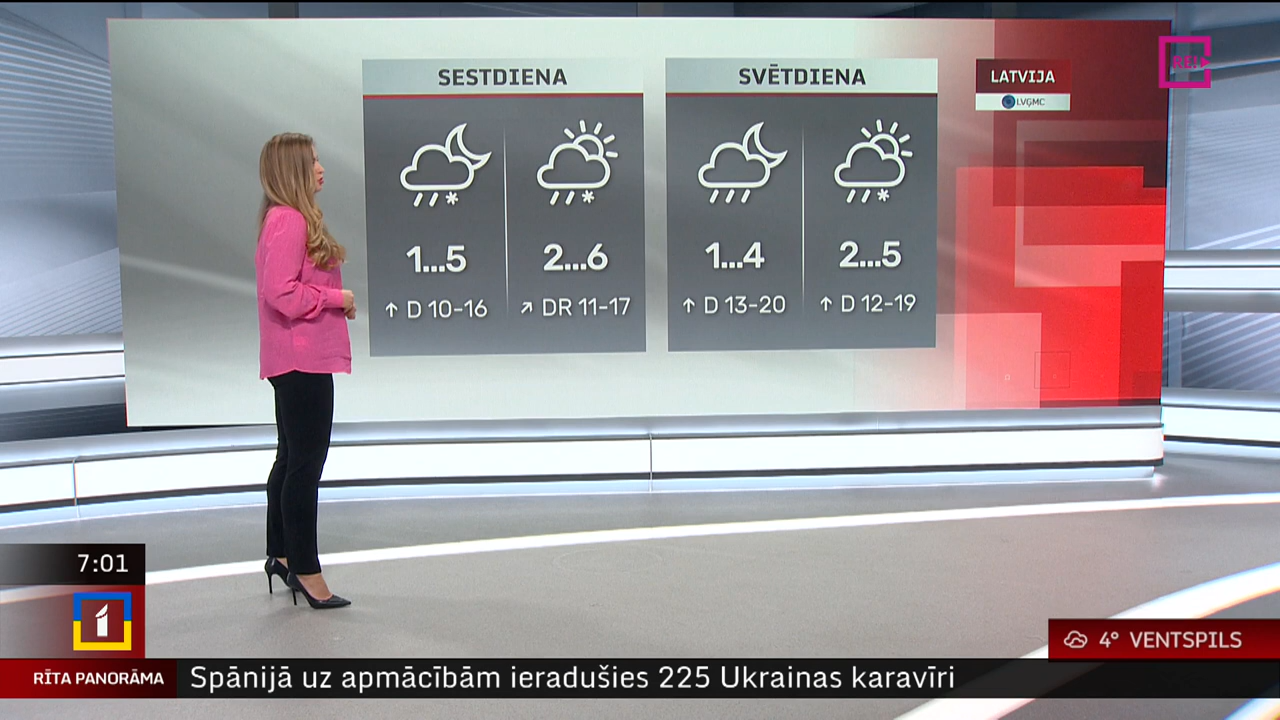 SESTDIENA
SVĒTDIENA
LATVIJA
LVĢMC
RE!
1...5
2...6
1...4
2...5
↑ D 10-16
↗ DR 11-17
↑ D 13-20
↑ D 12-19
7:01
1
4° VENTSPILS
RĪTA PANORĀMA
Spānijā uz apmācībām ieradušies 225 Ukrainas karavīri